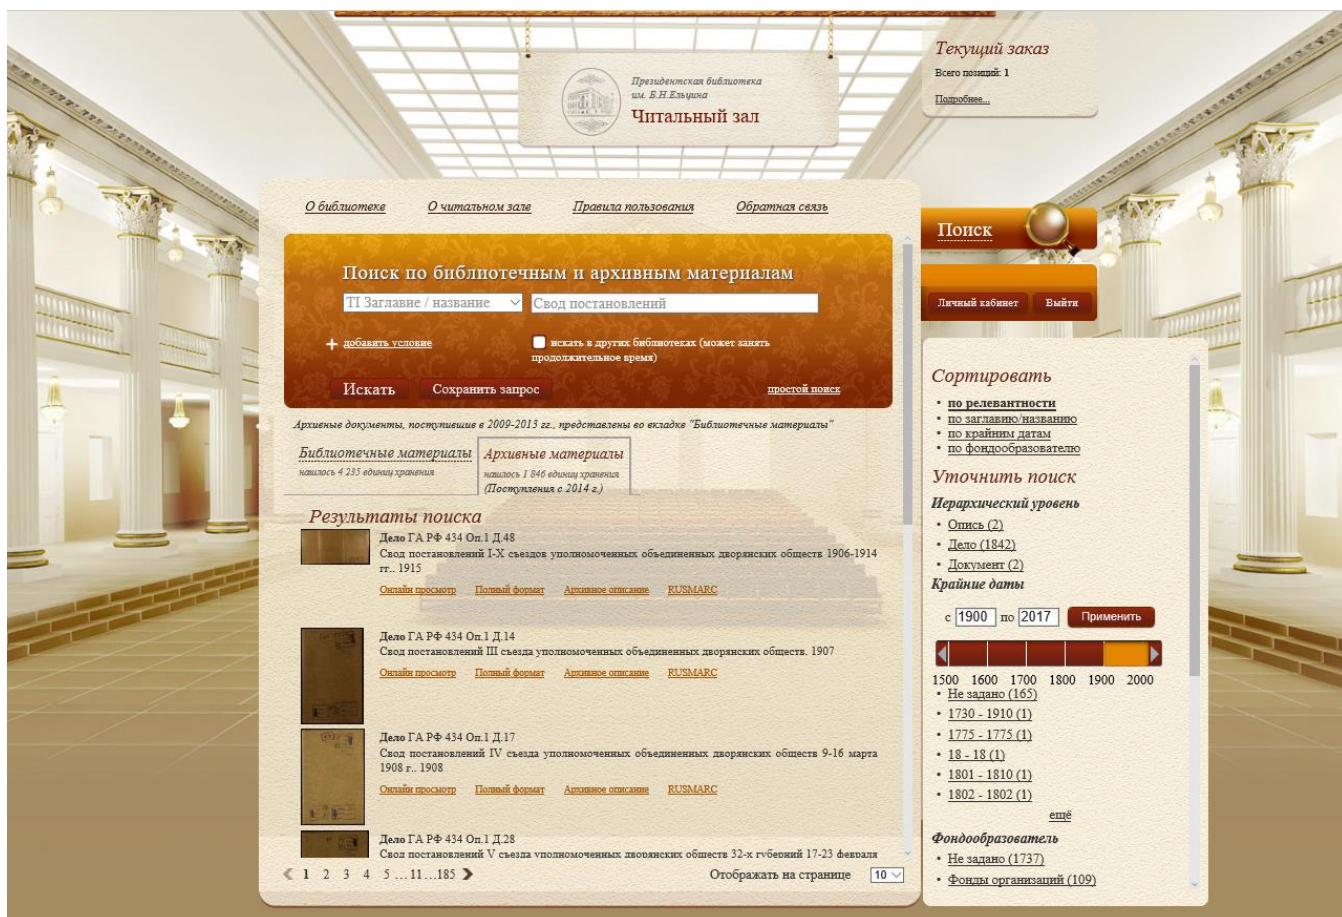 Президентская библиотека
им. Б.Н.Ельцина
Читальный зал
Текущий заказ
Всего позиций: 1
Подробнее...
О библиотеке
О читальном зале
Правила пользования
Обратная связь
Поиск
Личный кабинет
Выйти
Поиск по библиотечным и архивным материалам
TI Заглавие / название
Свод постановлений
добавить условие
искать в других библиотеках (может занять
продолжительное время)
Искать
Сохранить запрос
простой поиск
Архивные документы, поступившие в 2009-2013 гг., представлены во вкладке "Библиотечные материалы"
Библиотечные материалы
нашлось 4 235 единиц хранения
Архивные материалы
нашлось 1 846 единиц хранения
(Поступления с 2014 г.)
Результаты поиска
Дело ГА РФ 434 Оп.1 Д.48
Свод постановлений I-X съездов уполномоченных объединенных дворянских обществ 1906-1914
гг.. 1915
Онлайн просмотр Полный формат Архивное описание RUSMARC
Дело ГА РФ 434 Оп.1 Д.14
Свод постановлений III съезда уполномоченных объединенных дворянских обществ. 1907
Онлайн просмотр Полный формат Архивное описание RUSMARC
Дело ГА РФ 434 Оп.1 Д.17
Свод постановлений IV съезда уполномоченных объединенных дворянских обществ 9-16 марта
1908 г.. 1908
Онлайн просмотр Полный формат Архивное описание RUSMARC
Дело ГА РФ 434 Оп.1 Д.28
Свод постановлений V съезда уполномоченных дворянских обществ 32-х губерний 17-23 февраля
1 2 3 4 5 ...11...185
Отображать на странице 10
Сортировать
• по релевантности
• по заглавию/названию
• по крайним датам
• по фондообразователю
Уточнить поиск
Иерархический уровень
• Опись (2)
• Дело (1842)
• Документ (2)
Крайние даты
с 1900 по 2017 Применить
1500 1600 1700 1800 1900 2000
• Не задано (165)
• 1730 - 1910 (1)
• 1775 - 1775 (1)
• 18 - 18 (1)
• 1801 - 1810 (1)
• 1802 - 1802 (1)
ещё
Фондообразователь
• Не задано (1737)
• Фонды организаций (109)